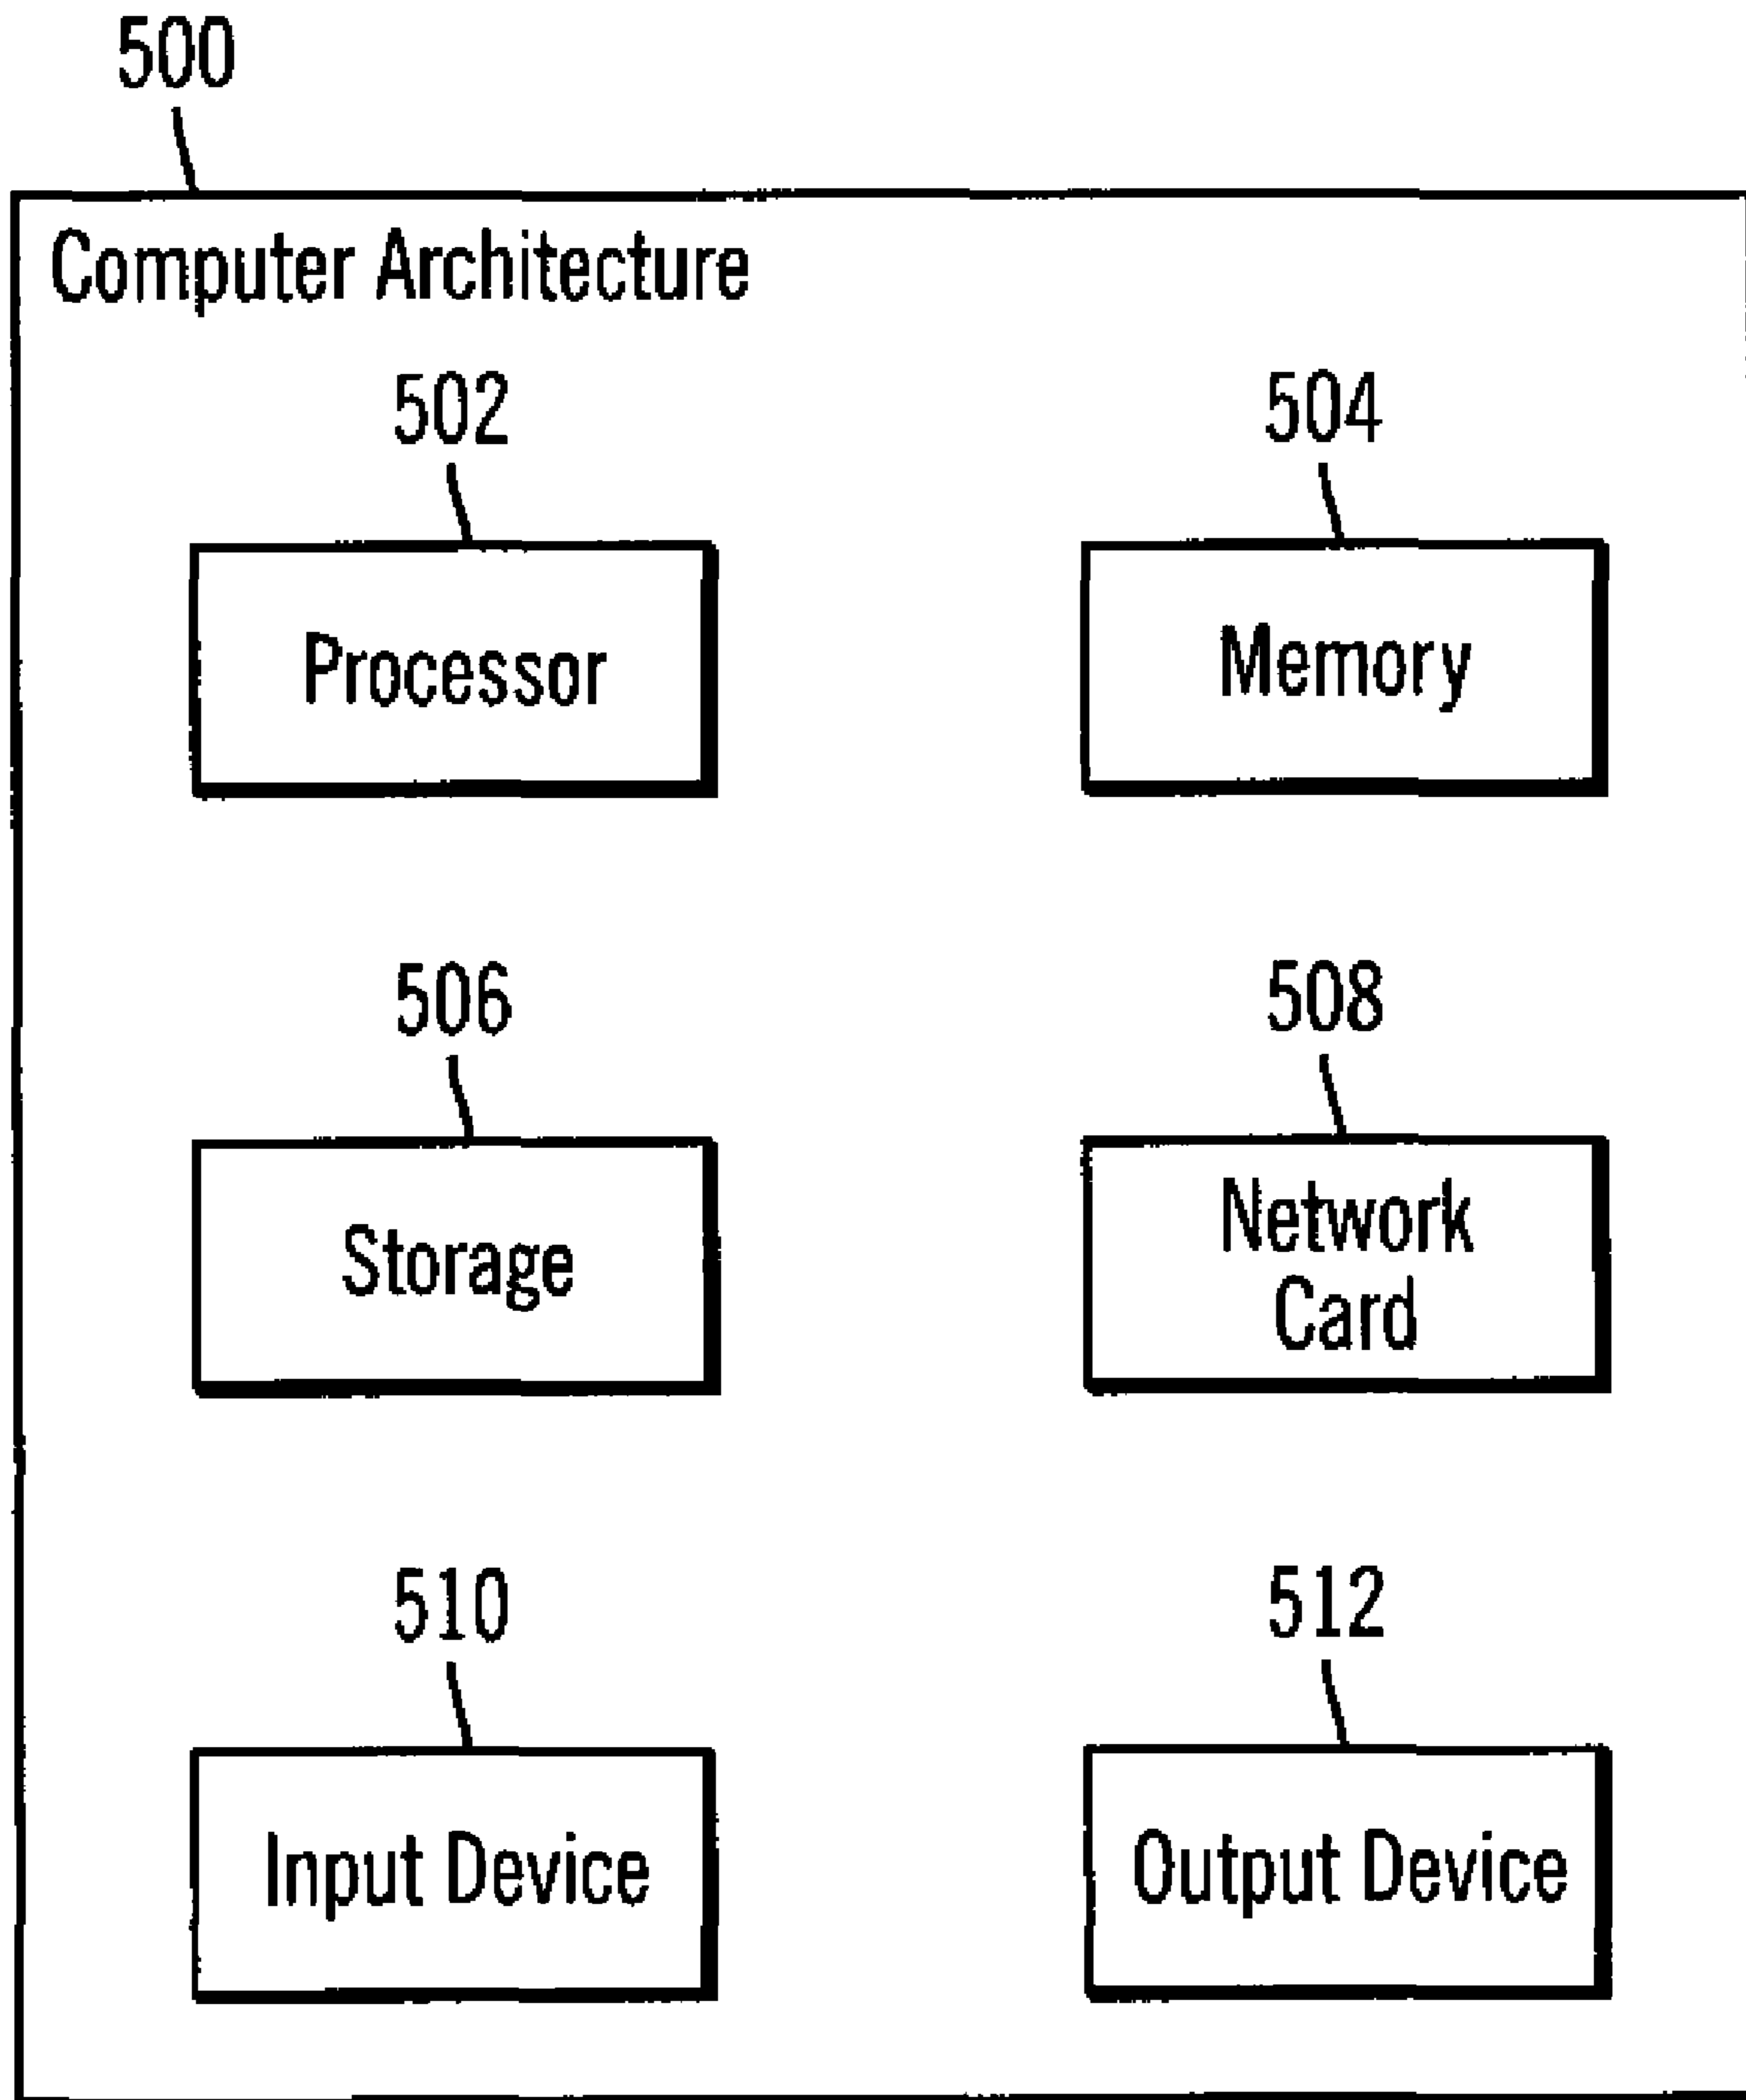 500
Computer Architecture
502
504
Processor
Memory
506
508
Storage
Network
Card
510
512
Input Device
Output Device